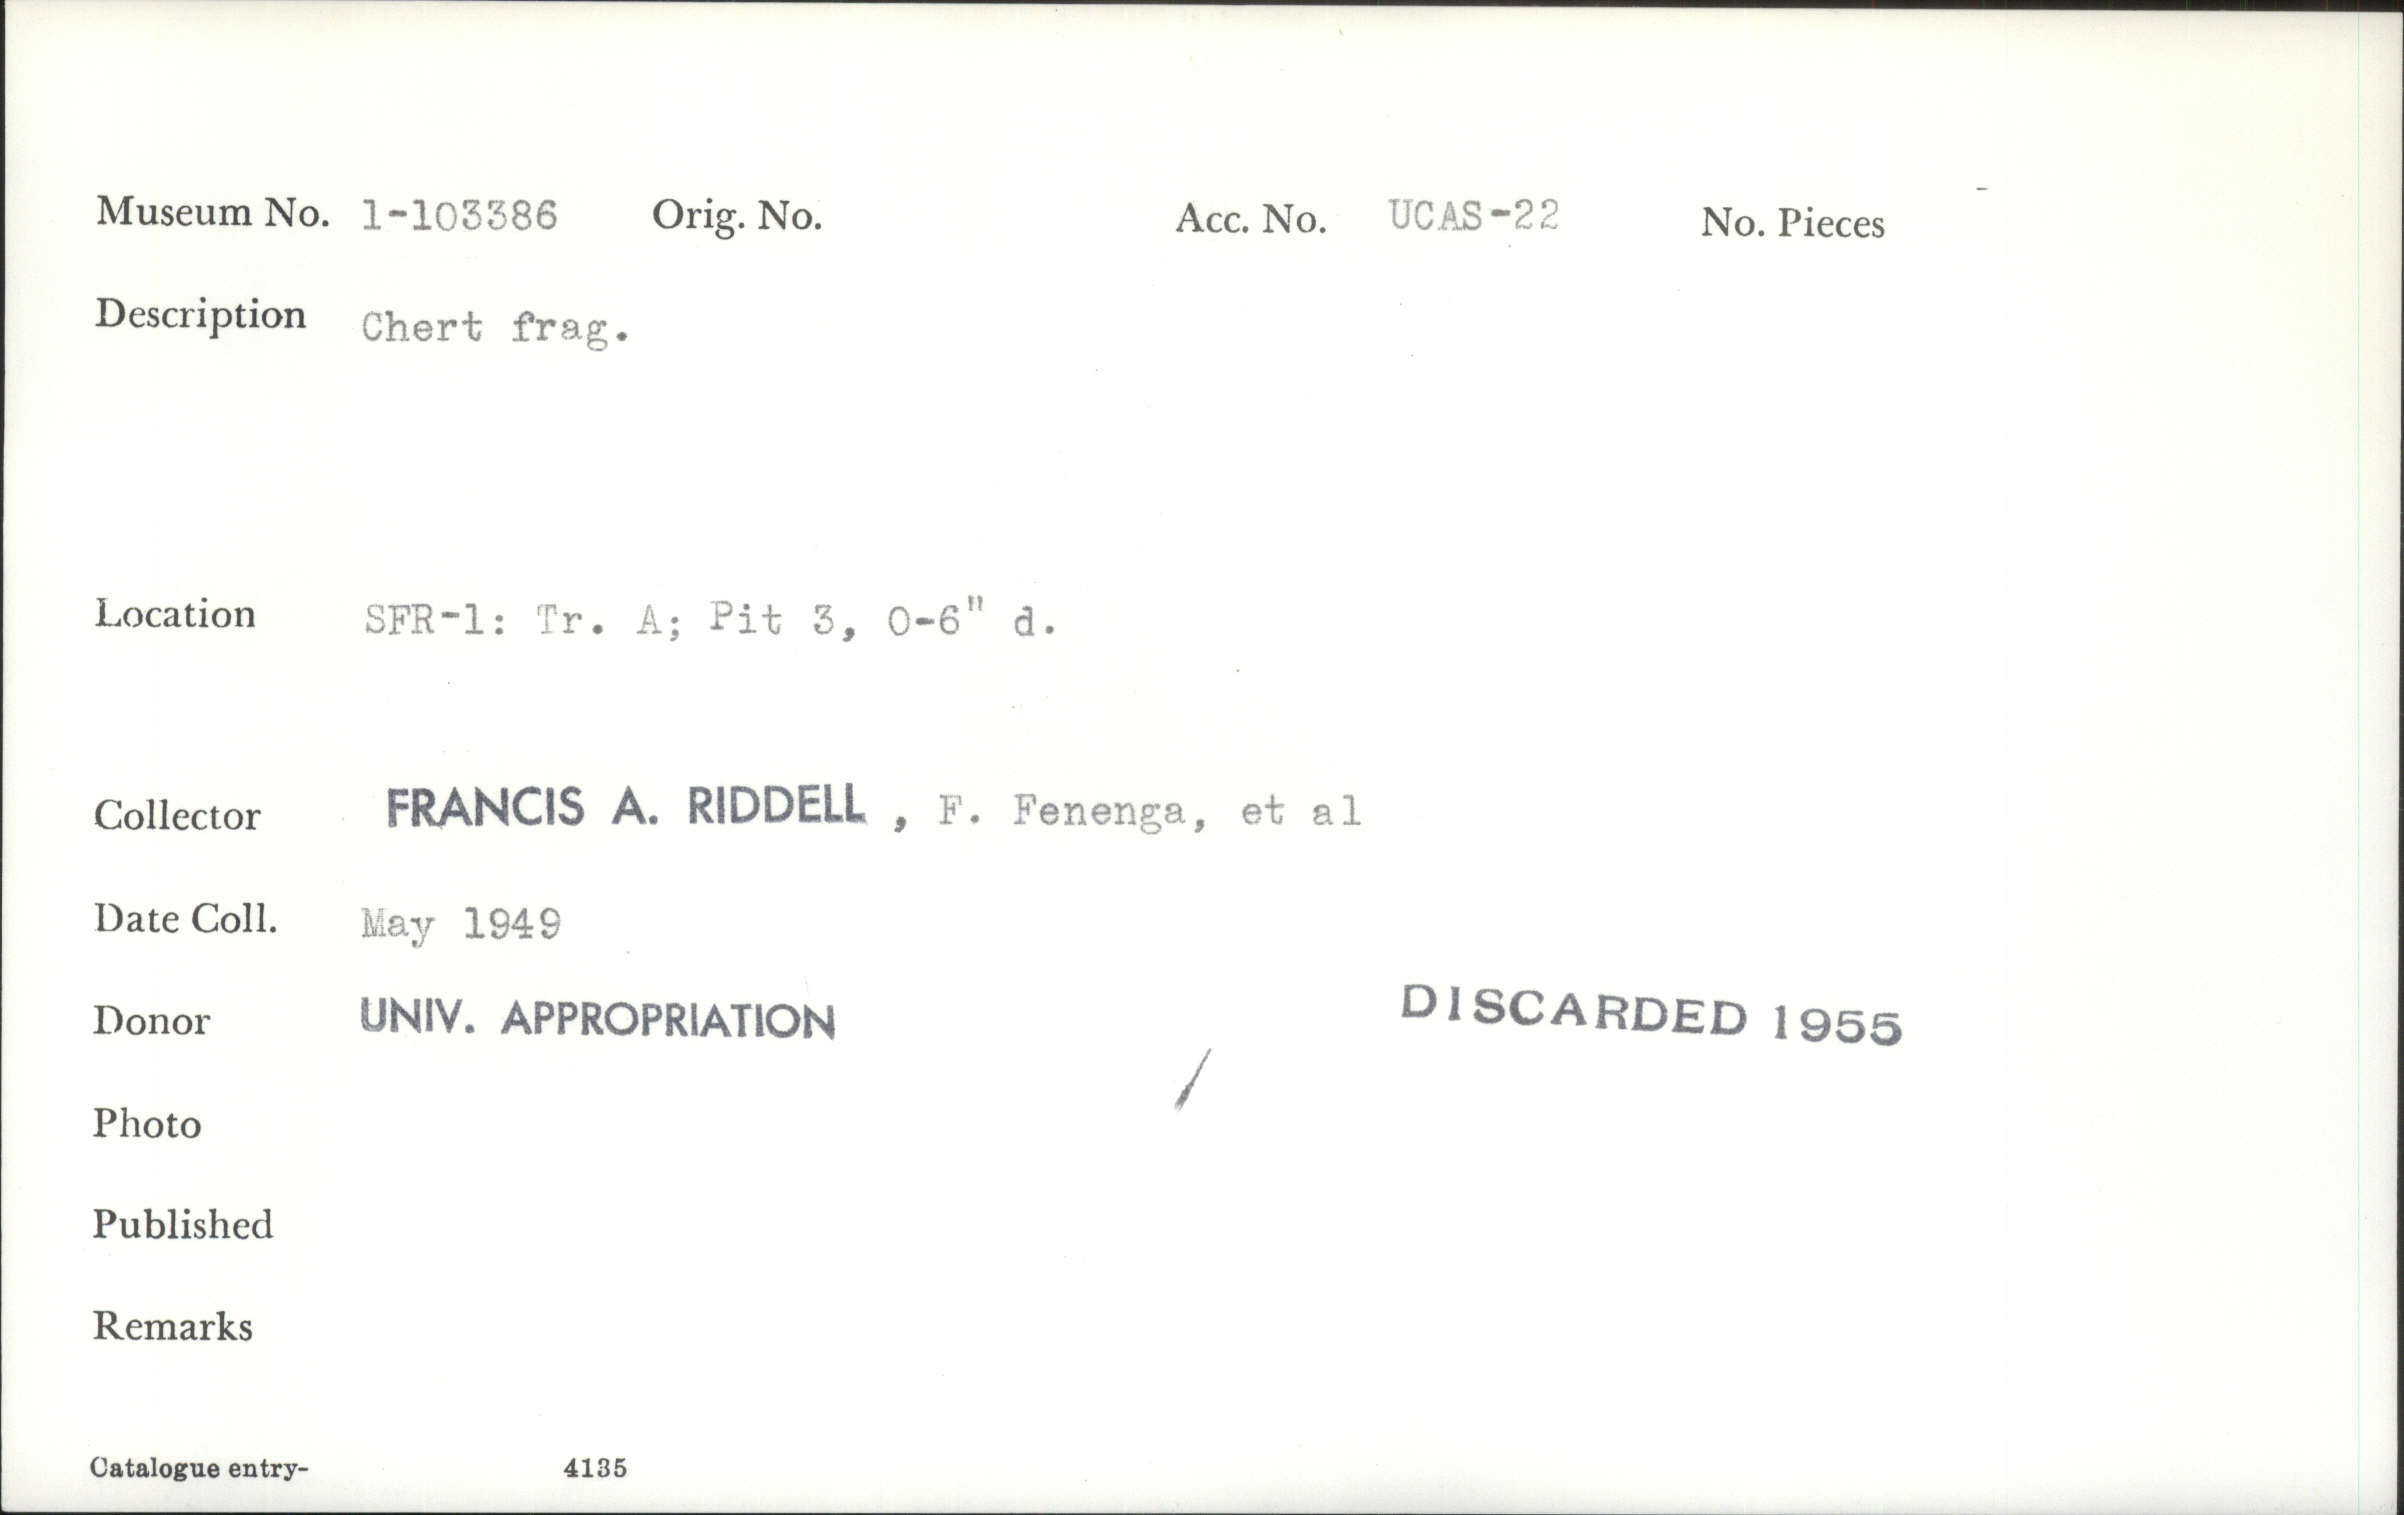 Museum No. 1-103386 Orig. No. Acc. No. UCAS-22 No. Pieces
Description Chert frag.
Location SFR-1: Tr. A; Pit 3, 0-6" d.
Collector FRANCIS A. RIDDELL , F. Fenenga, et al
Date Coll. May 1949
Donor UNIV. APPROPRIATION DISCARDED 1955
Photo
Published
Remarks
Catalogue entry- 4135